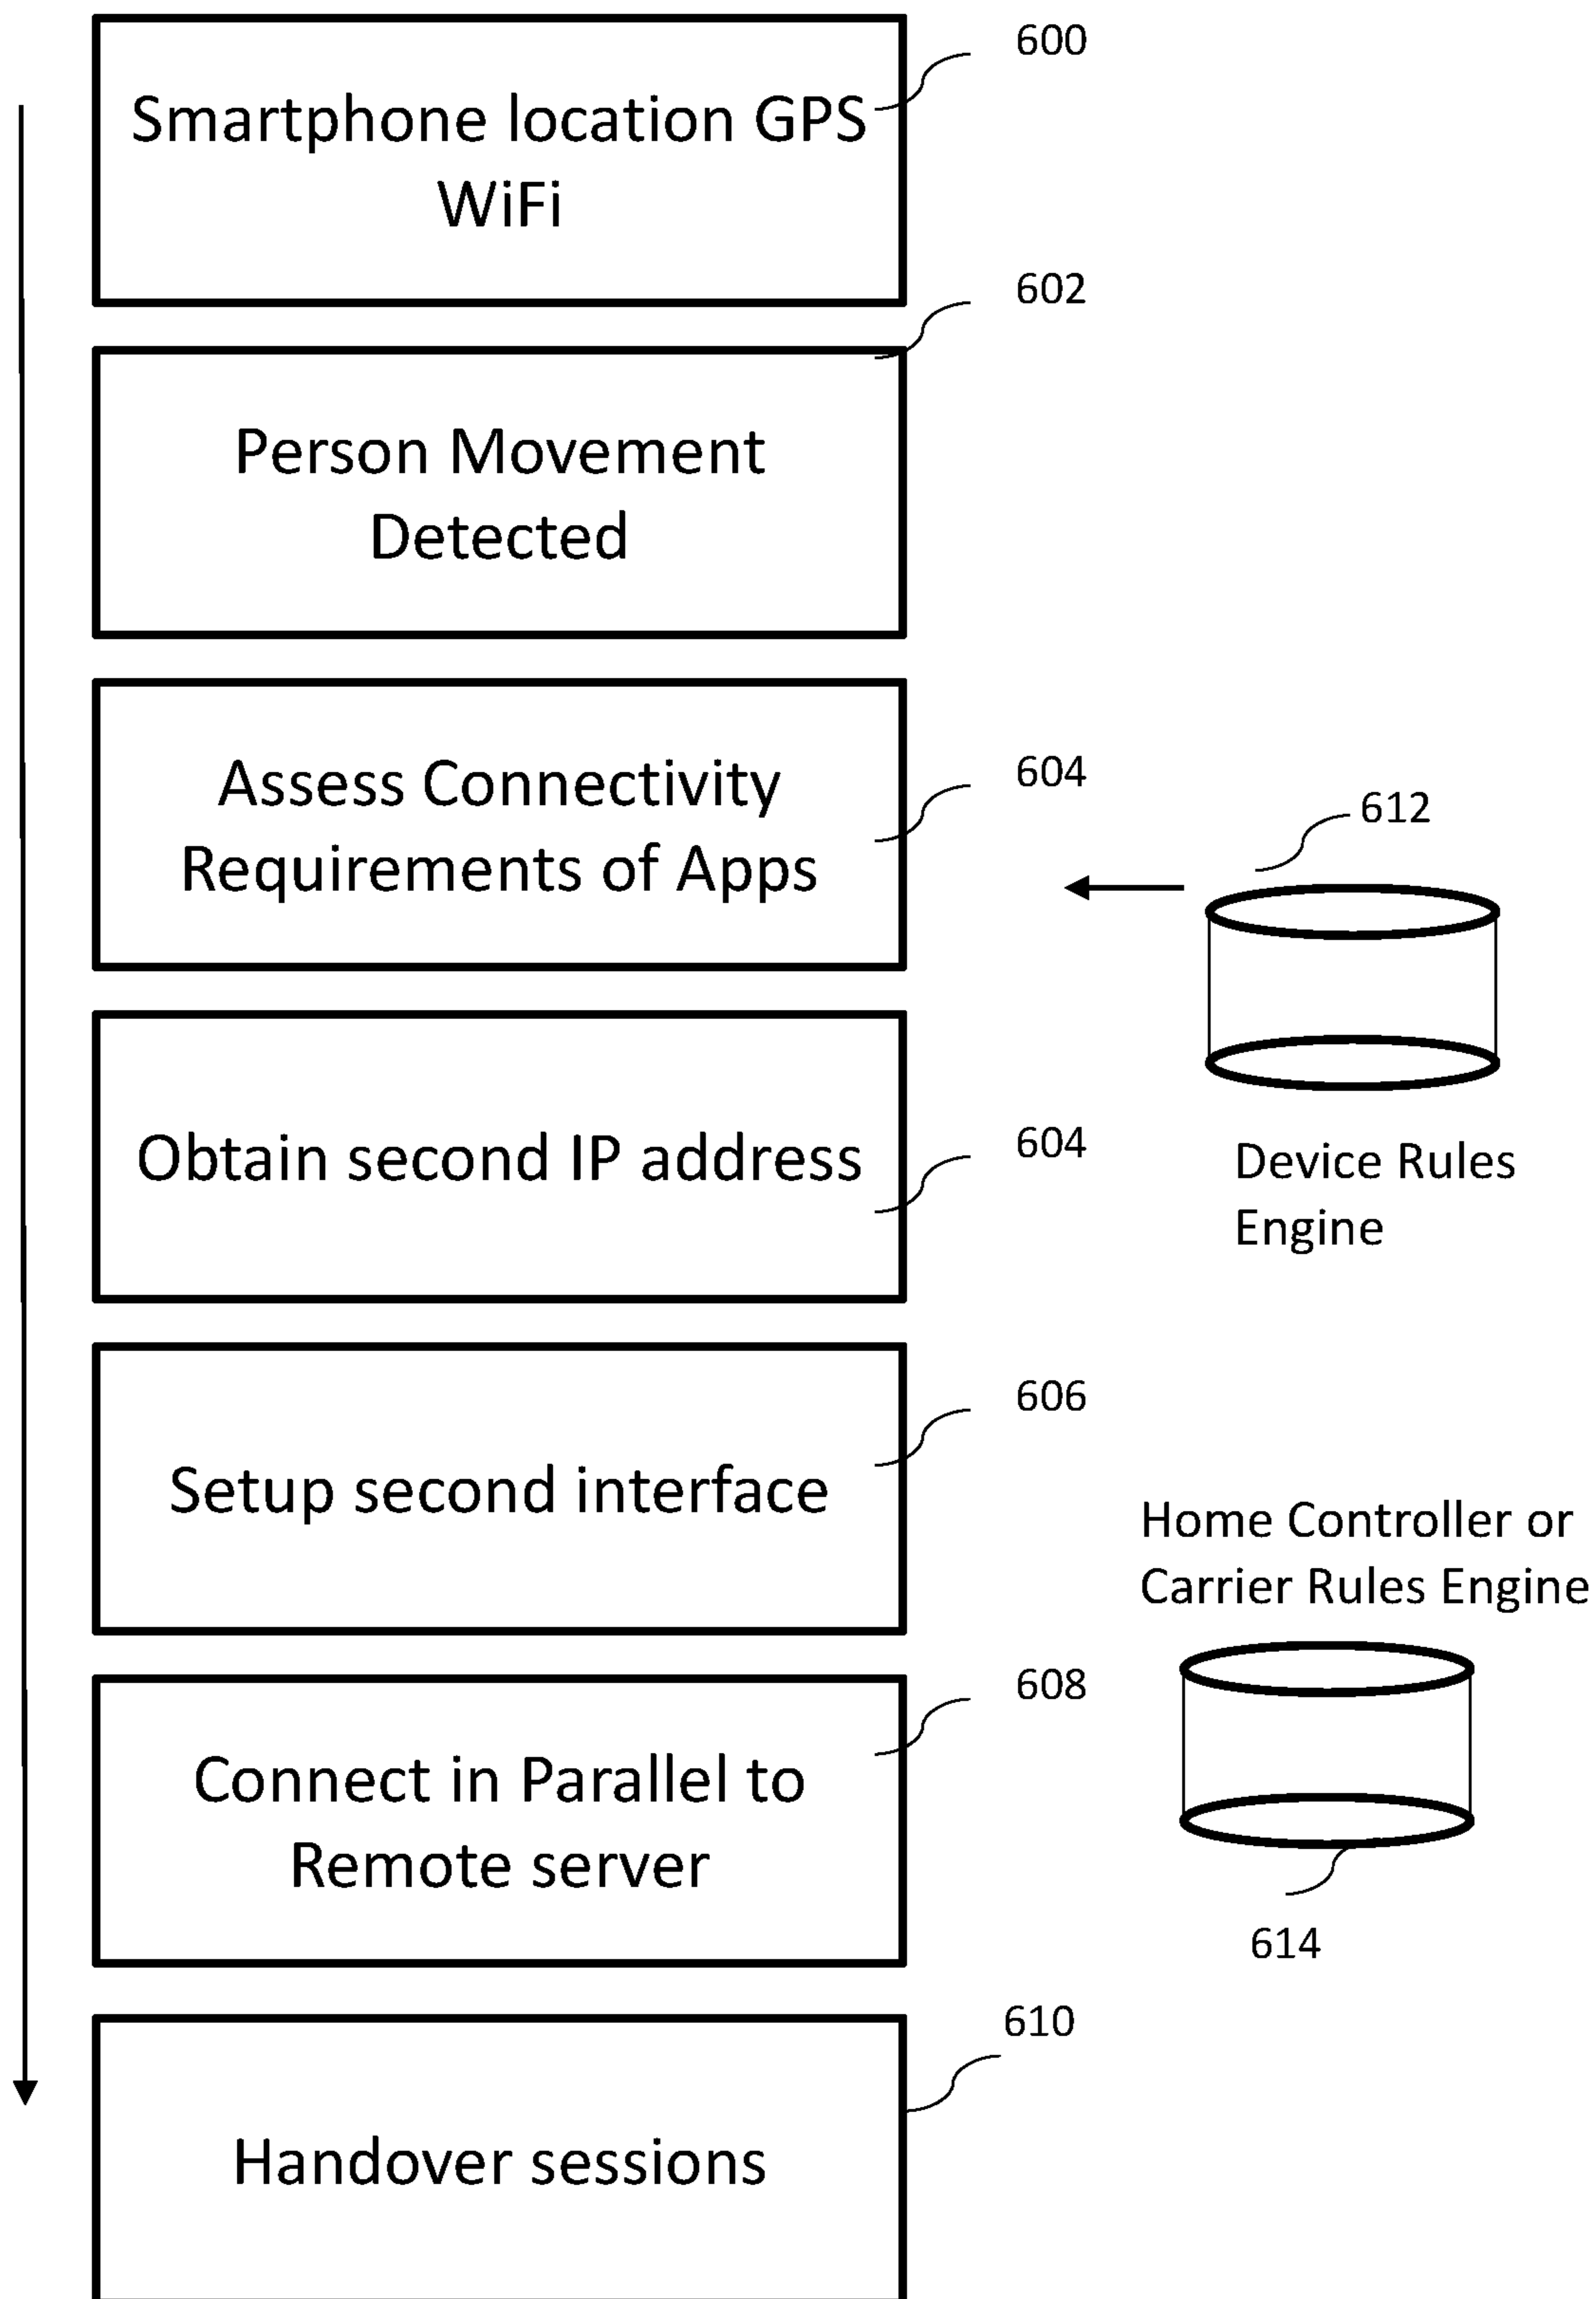 600
Smartphone location GPS
WiFi
602
Person Movement
Detected
604
Assess Connectivity
Requirements of Apps
612
604
Obtain second IP address
Device Rules
Engine
606
Setup second interface
Home Controller or
Carrier Rules Engine
608
Connect in Parallel to
Remote server
614
610
Handover sessions